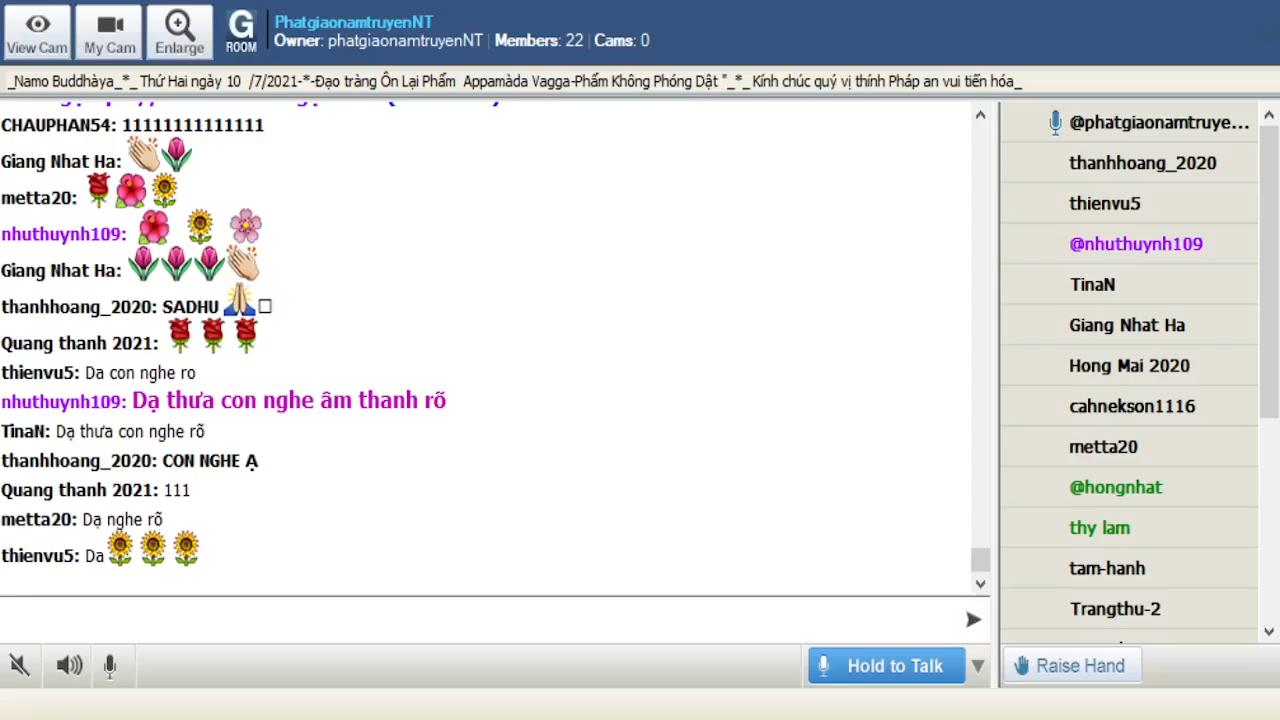 View Cam
My Cam
Enlarge
G
ROOM
PhatgiaonamtruyenNT
Owner: phatgiaonamtruyenNT | Members: 22 | Cams: 0
_Namo Buddhàya_*_ Thứ Hai ngày 10 /7/2021-*-Đạo tràng Ôn Lại Phẩm Appamàda Vagga-Phẩm Không Phóng Dật "_*_ Kính chúc quý vị thính Pháp an vui tiến hóa_
CHAUPHAN54: 11111111111111
Giang Nhat Ha: 👏🌷
metta20: 🌹🌺🌻
nhuthuynh109: 🌺 🌻 🌸
Giang Nhat Ha: 🌷🌷🌷👏
thanhhoang_2020: SADHU 🙏□
Quang thanh 2021: 🌹🌹🌹
thienvu5: Da con nghe ro
nhuthuynh109: Dạ thưa con nghe âm thanh rõ
TinaN: Dạ thưa con nghe rõ
thanhhoang_2020: CON NGHE Ạ
Quang thanh 2021: 111
metta20: Dạ nghe rõ
thienvu5: Da🌻🌻🌻
Hold to Talk
@phatgiaonamtruye...
thanhhoang_2020
thienvu5
@nhuthuynh109
TinaN
Giang Nhat Ha
Hong Mai 2020
cahnekson1116
metta20
@hongnhat
thy lam
tam-hanh
Trangthu-2
Raise Hand